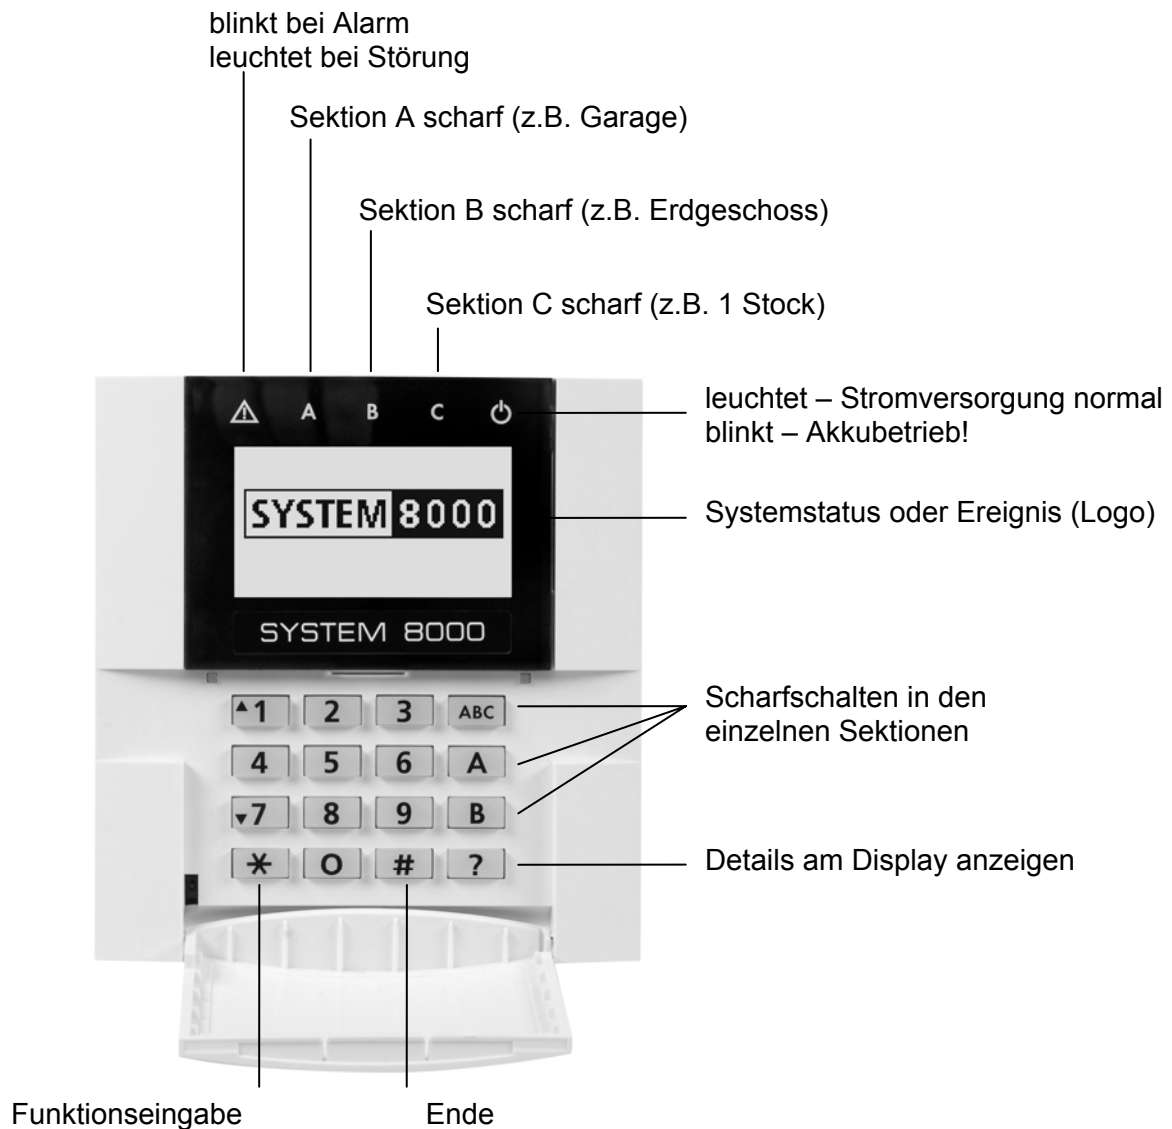 blinkt bei Alarm
leuchtet bei Störung
Sektion A scharf (z.B. Garage)
Sektion B scharf (z.B. Erdgeschoss)
Sektion C scharf (z.B. 1 Stock)
leuchtet – Stromversorgung normal
blinkt – Akkubetrieb!
A B C
SYSTEM 8000
Systemstatus oder Ereignis (Logo)
SYSTEM 8000
1 2 3 ABC
Scharfschalten in den
einzelnen Sektionen
4 5 6 A
7 8 9 B
* 0 # ?
Details am Display anzeigen
Funktionseingabe
Ende